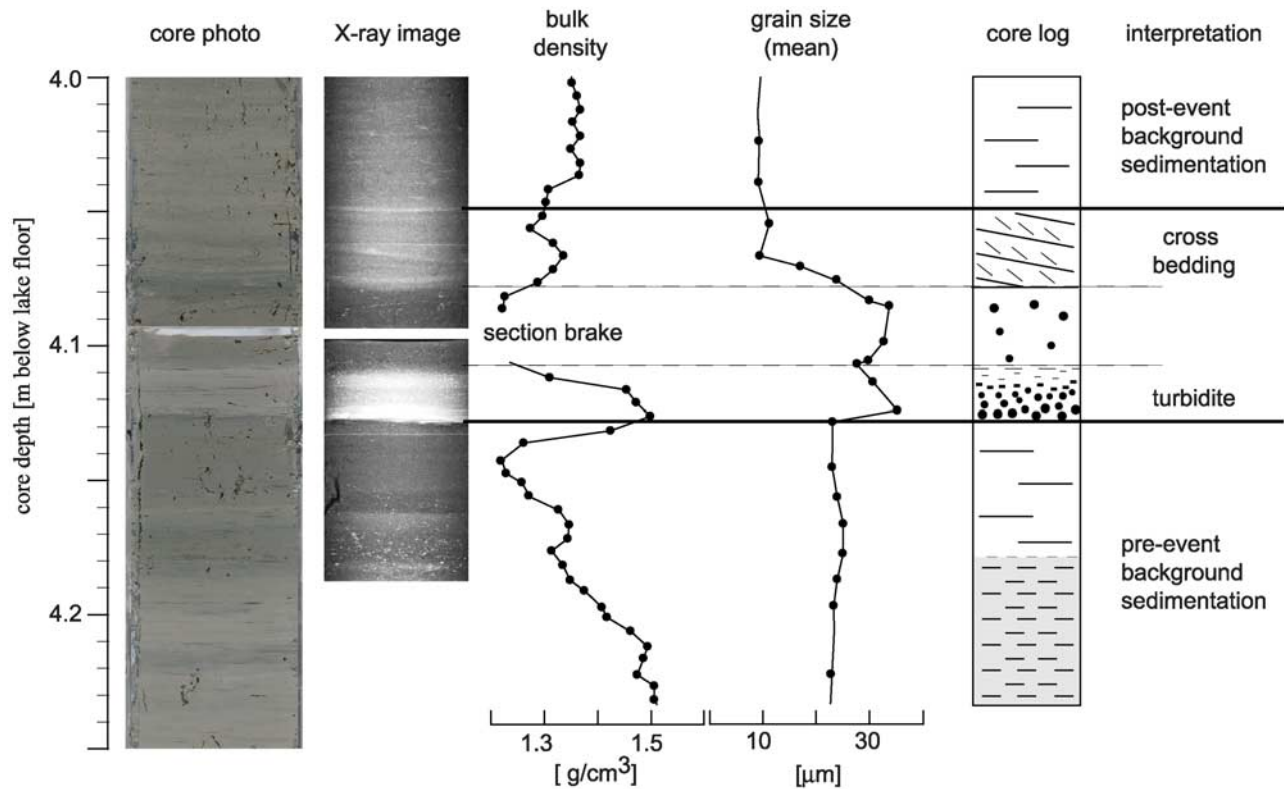 core photo
X-ray image
bulk
density
grain size
(mean)
core log
interpretation
core depth [m below lake floor]
4.0
4.10
4.2
post-event
background
sedimentation
cross
bedding
section brake
turbidite
pre-event
background
sedimentation
1.3
1.5
[ g/cm³]
10
30
[µm]